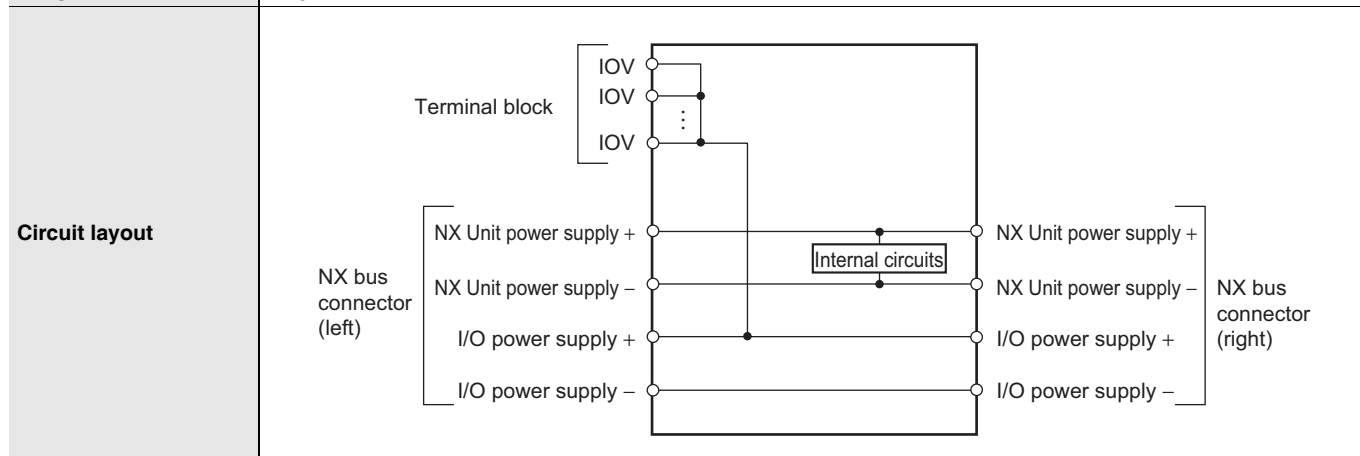 Circuit layout
Terminal block
IOV
IOV
⋮
IOV
NX bus
connector
(left)
NX Unit power supply +
NX Unit power supply −
I/O power supply +
I/O power supply −
Internal circuits
NX Unit power supply +
NX Unit power supply −
I/O power supply +
I/O power supply −
NX bus
connector
(right)